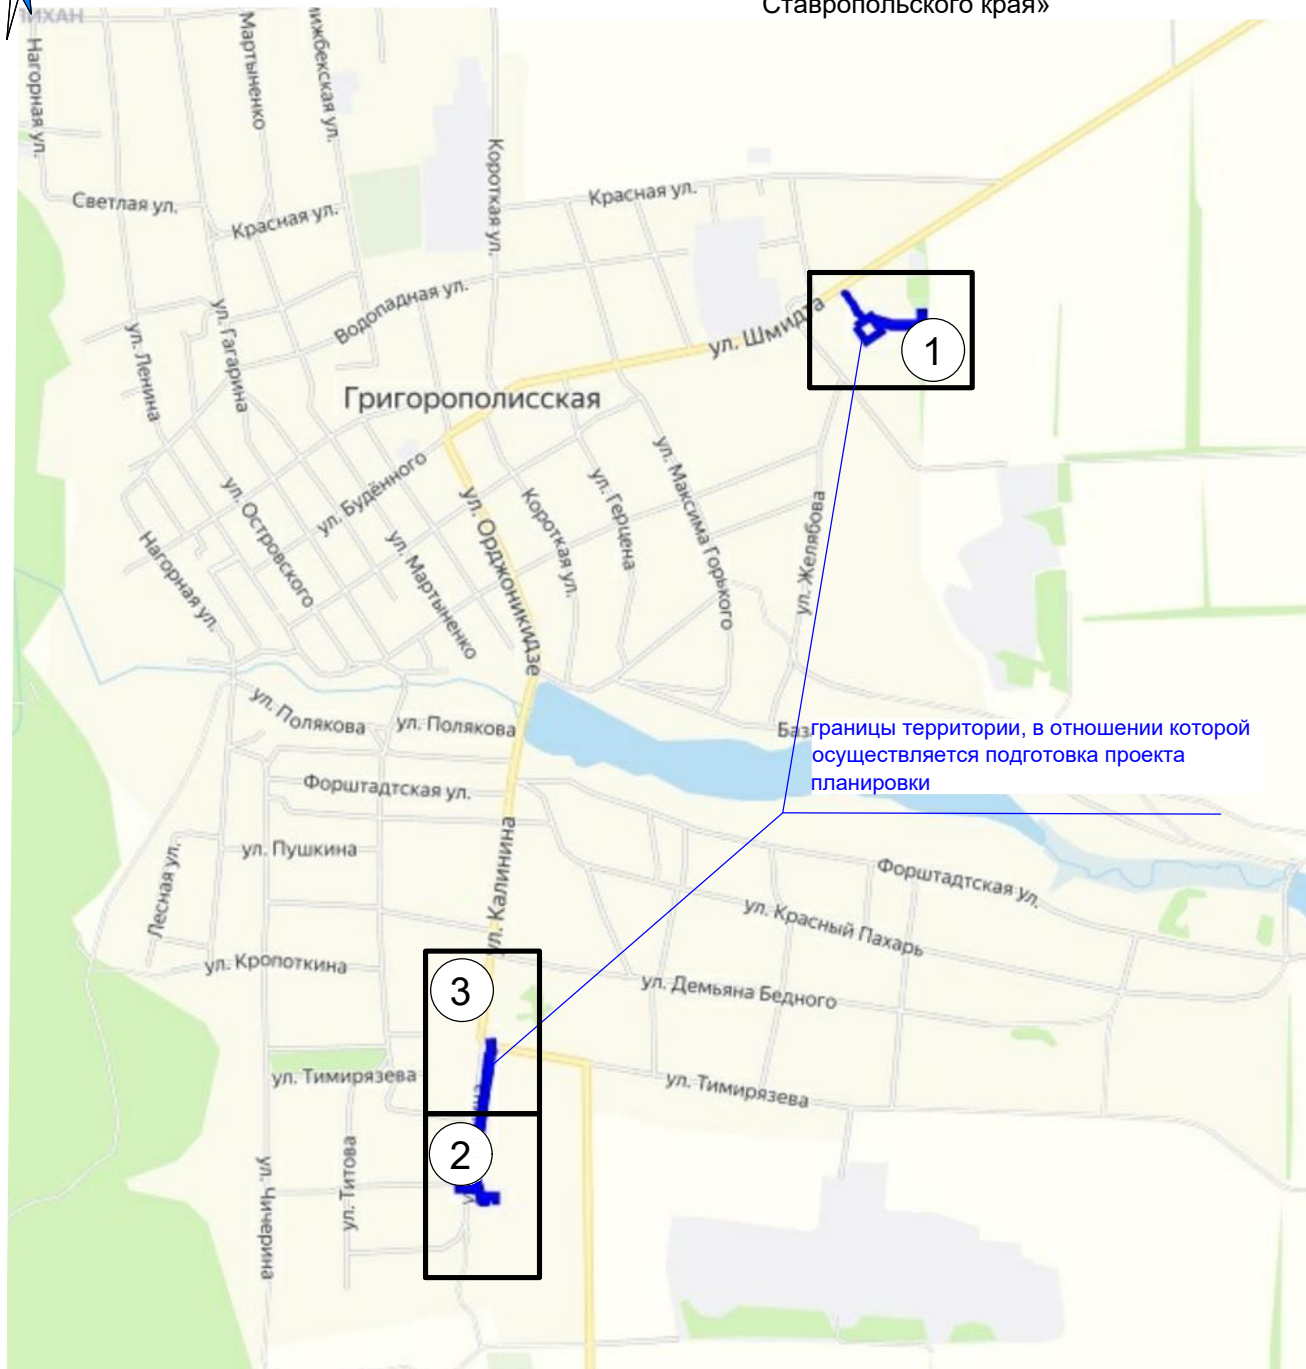 Ставропольского края»
Нагорная ул.
Мартыненко
Короткая ул.
Светлая ул.
Красная ул.
Красная ул.
Водопадная ул.
ул. Шмидта
1
ул. Ленина
ул. Гагарина
Григорополисская
ул. Будённого
ул. Островского
Нагорная ул.
ул. Мартыненко
ул. Орджоникидзе
Короткая ул.
ул. Герцена
ул. Максима Горького
ул. Желябова
ул. Полякова
ул. Полякова
границы территории, в отношении которой
осуществляется подготовка проекта
планировки
Форштадтская ул.
ул. Пушкина
Лесная ул.
ул. Калинина
Форштадтская ул.
ул. Красный Пахарь
ул. Кропоткина
3
ул. Демьяна Бедного
ул. Тимирязева
ул. Тимирязева
2
ул. Титова
ул. Чичерина